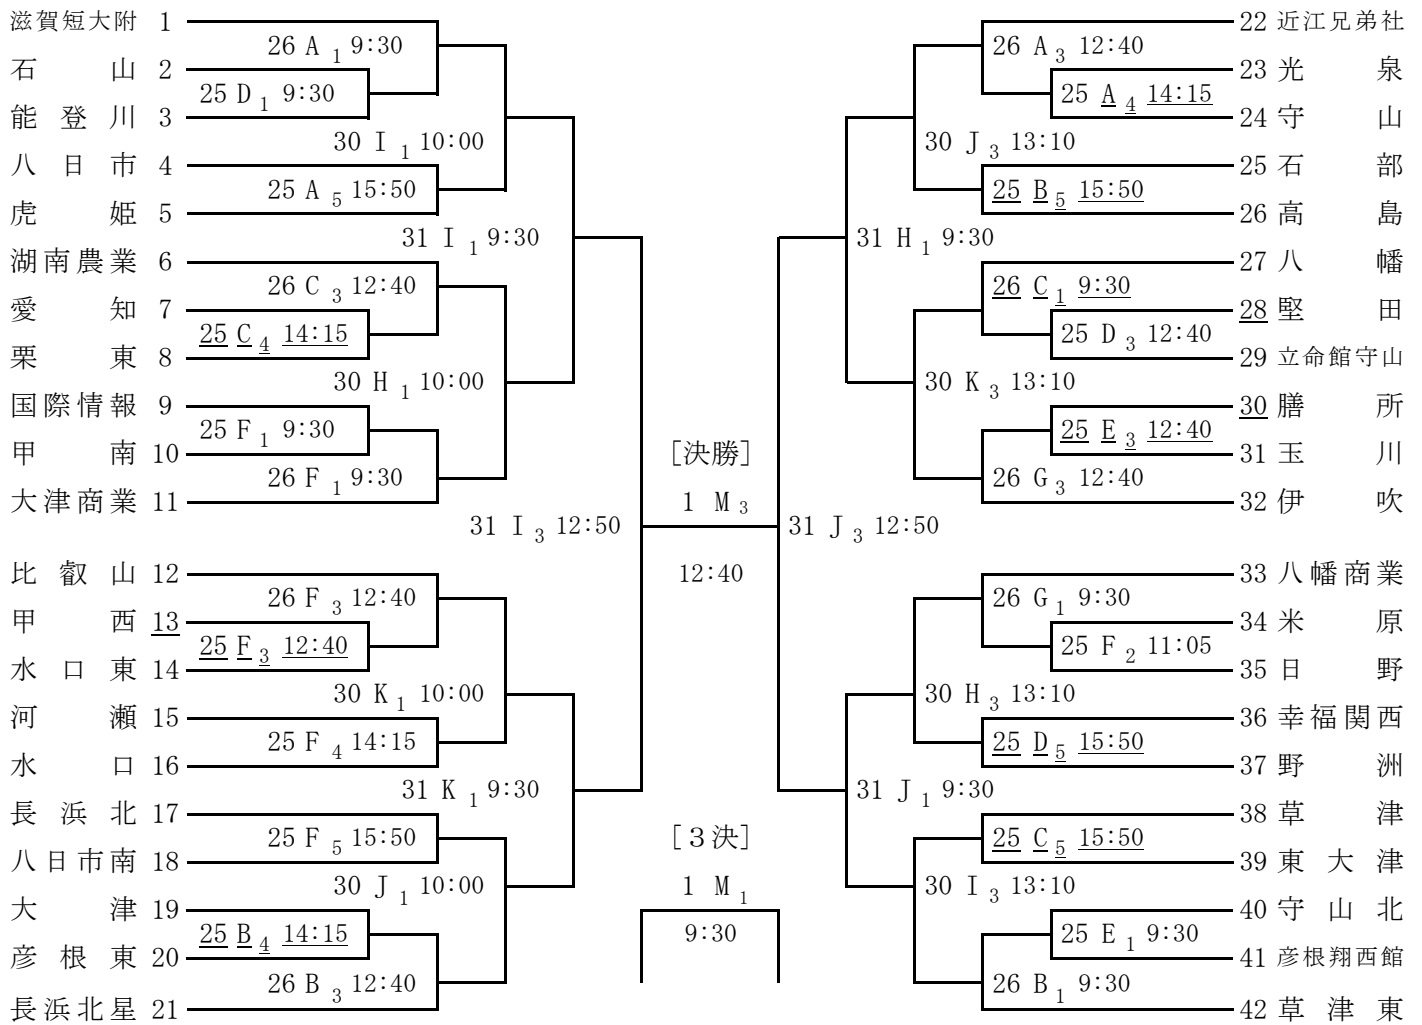 滋賀短大附 1
26 A 1 9:30
石山 2
25 D 1 9:30
能登川 3
30 I 1 10:00
八日市 4
25 A 5 15:50
虎姫 5
31 I 1 9:30
湖南農業 6
26 C 3 12:40
愛知 7
25 C 4 14:15
栗東 8
30 H 1 10:00
国際情報 9
25 F 1 9:30
甲南 10
26 F 1 9:30
大津商業 11
31 I 3 12:50
比叡山 12
26 F 3 12:40
甲西 13
25 F 3 12:40
水口東 14
30 K 1 10:00
河瀬 15
25 F 4 14:15
水口 16
31 K 1 9:30
長浜北 17
25 F 5 15:50
八日市南 18
30 J 1 10:00
大津 19
25 B 4 14:15
彦根東 20
26 B 3 12:40
長浜北星 21
[決勝]
1 M 3
12:40
[3決]
1 M 1
9:30
22 近江兄弟社
26 A 3 12:40
23 光泉
25 A 4 14:15
24 守山
30 J 3 13:10
25 石部
25 B 5 15:50
26 高島
31 H 1 9:30
27 八幡
26 C 1 9:30
28 堅田
25 D 3 12:40
29 立命館守山
30 K 3 13:10
30 膳所
25 E 3 12:40
31 玉川
26 G 3 12:40
32 伊吹
31 J 3 12:50
33 八幡商業
26 G 1 9:30
34 米原
25 F 2 11:05
35 日野
30 H 3 13:10
36 幸福関西
25 D 5 15:50
37 野洲
31 J 1 9:30
38 草津
25 C 5 15:50
39 東大津
30 I 3 13:10
40 守山北
25 E 1 9:30
41 彦根翔西館
26 B 1 9:30
42 草津東